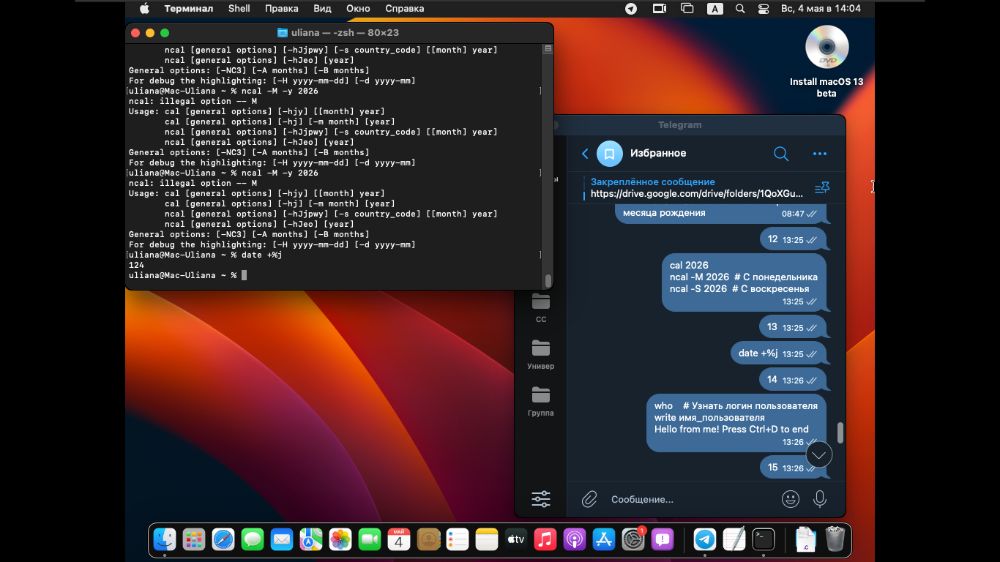 Терминал Shell Правка Вид Окно Справка A Вс, 4 мая в 14:04
uliana — -zsh — 80×23
ncal [general options] [-hJjpwy] [-s country_code] [[month] year]
ncal [general options] [-hJeo] [year]
General options: [-NC3] [-A months] [-B months]
For debug the highlighting: [-H yyyy-mm-dd] [-d yyyy-mm]
[uliana@Mac-Uliana ~ % ncal -M -y 2026 ]
ncal: illegal option -- M
Usage: cal [general options] [-hjy] [[month] year]
cal [general options] [-hj] [-m month] [year]
ncal [general options] [-hJjpwy] [-s country_code] [[month] year]
ncal [general options] [-hJeo] [year]
General options: [-NC3] [-A months] [-B months]
For debug the highlighting: [-H yyyy-mm-dd] [-d yyyy-mm]
[uliana@Mac-Uliana ~ % ncal -M -y 2026 ]
ncal: illegal option -- M
Usage: cal [general options] [-hjy] [[month] year]
cal [general options] [-hj] [-m month] [year]
ncal [general options] [-hJjpwy] [-s country_code] [[month] year]
ncal [general options] [-hJeo] [year]
General options: [-NC3] [-A months] [-B months]
For debug the highlighting: [-H yyyy-mm-dd] [-d yyyy-mm]
[uliana@Mac-Uliana ~ % date +%j ]
124
uliana@Mac-Uliana ~ %
DVD
Install macOS 13
beta
Telegram
Избранное
Закреплённое сообщение
https://drive.google.com/drive/folders/1QoXGu...
ы
СС
Универ
Группа
месяца рождения 08:47
12 13:25
cal 2026
ncal -M 2026 # С понедельника
ncal -S 2026 # С воскресенья
13:25
13 13:25
date +%j 13:25
14 13:26
who # Узнать логин пользователя
write имя_пользователя
Hello from me! Press Ctrl+D to end
13:26
15 13:26
Сообщение...
МАЙ
4
tv
1
>_
.c